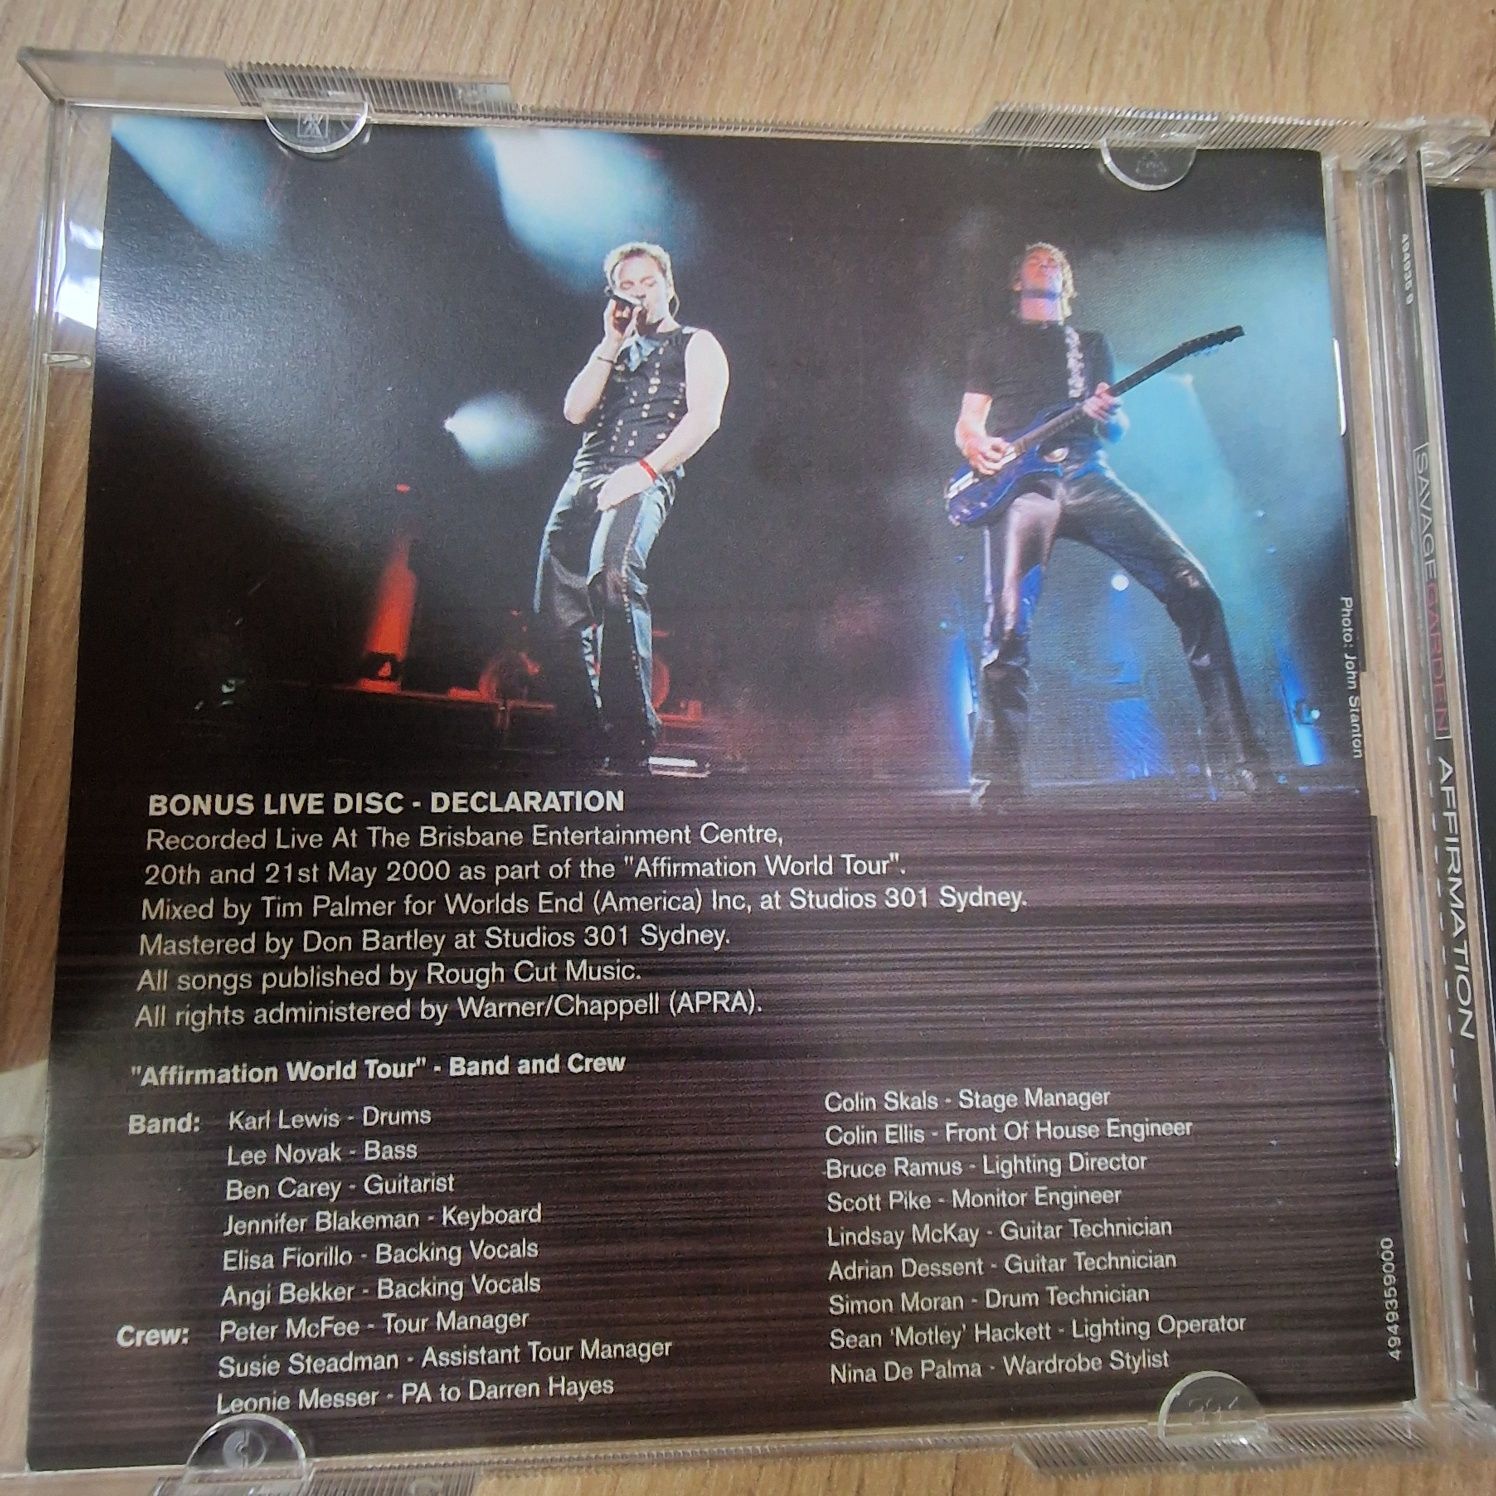 BONUS LIVE DISC - DECLARATION
Recorded Live At The Brisbane Entertainment Centre,
20th and 21st May 2000 as part of the "Affirmation World Tour".
Mixed by Tim Palmer for Worlds End (America) Inc, at Studios 301 Sydney.
Mastered by Don Bartley at Studios 301 Sydney.
All songs published by Rough Cut Music.
All rights administered by Warner/Chappell (APRA).
"Affirmation World Tour" - Band and Crew
Band: Karl Lewis - Drums
Lee Novak - Bass
Ben Carey - Guitarist
Jennifer Blakeman - Keyboard
Elisa Fiorillo - Backing Vocals
Angi Bekker - Backing Vocals
Crew: Peter McFee - Tour Manager
Susie Steadman - Assistant Tour Manager
Leonie Messer - PA to Darren Hayes
Colin Skals - Stage Manager
Colin Ellis - Front Of House Engineer
Bruce Ramus - Lighting Director
Scott Pike - Monitor Engineer
Lindsay McKay - Guitar Technician
Adrian Dessent - Guitar Technician
Simon Moran - Drum Technician
Sean 'Motley' Hackett - Lighting Operator
Nina De Palma - Wardrobe Stylist
Photo: John Stanton
4949359000
494935 9
SAVAGE GARDEN AFFIRMATION